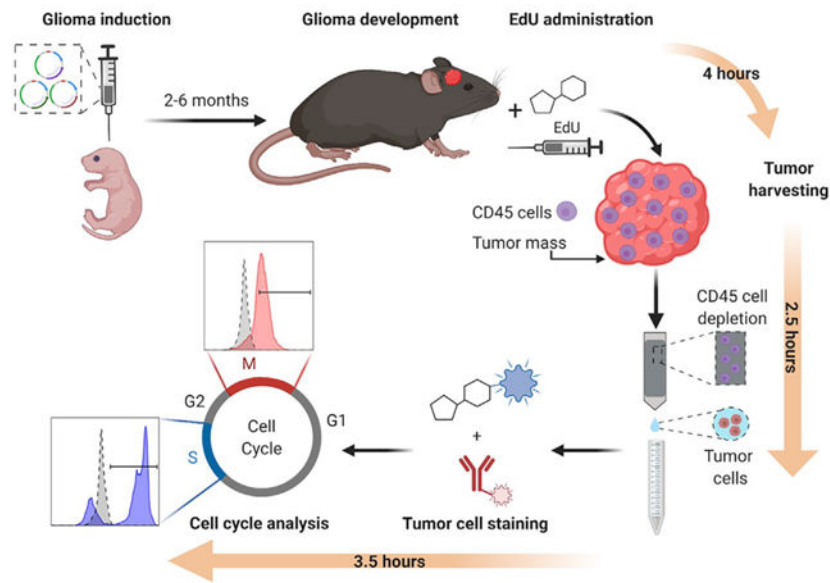 Glioma induction
Glioma development
EdU administration
2-6 months
EdU
4 hours
Tumor
harvesting
CD45 cells
Tumor mass
CD45 cell
depletion
2.5 hours
M
G2
G1
Cell
Cycle
S
Tumor
cells
Cell cycle analysis
Tumor cell staining
3.5 hours